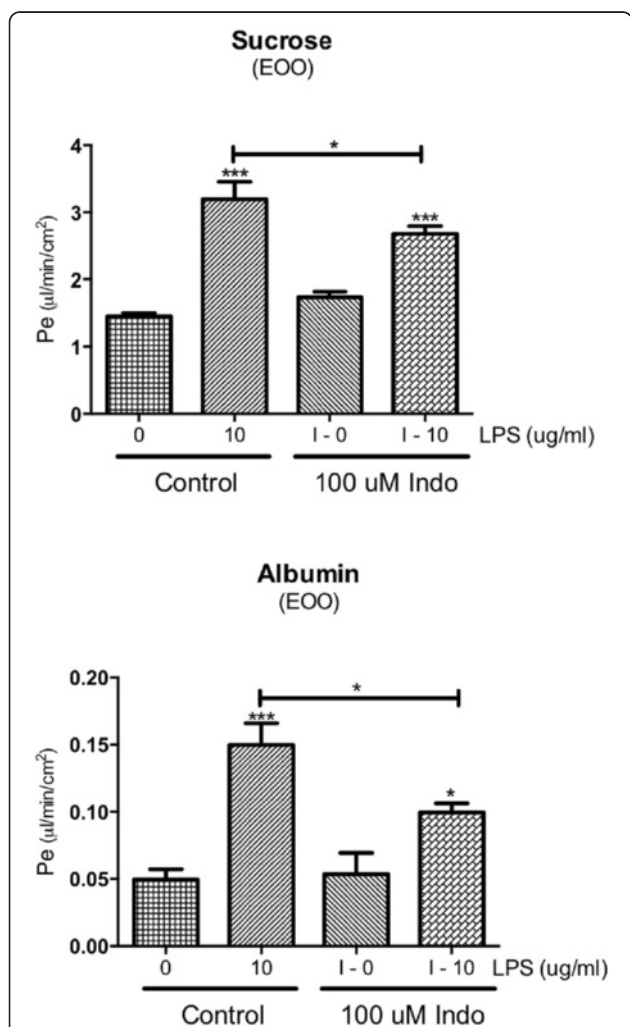 Sucrose
(EOO)
4
3
2
1
0
Pe (µl/min/cm²)
*
***
***
0 10 I - 0 I - 10 LPS (ug/ml)
Control 100 uM Indo
Albumin
(EOO)
0.20
0.15
0.10
0.05
0.00
Pe (µl/min/cm²)
*
***
*
0 10 I - 0 I - 10 LPS (ug/ml)
Control 100 uM Indo